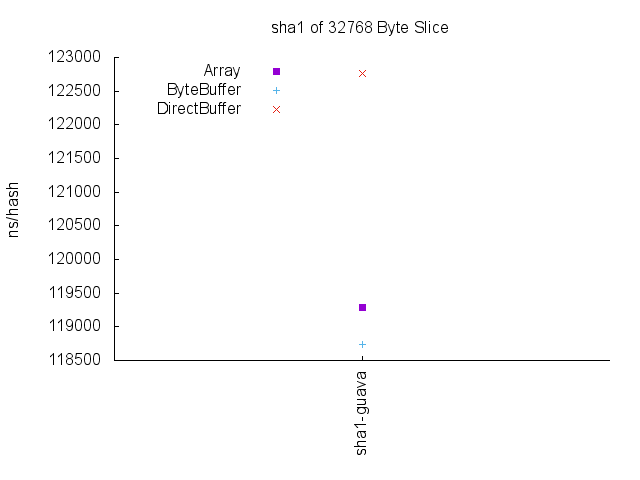 sha1 of 32768 Byte Slice
123000
122500
122000
121500
121000
120500
120000
119500
119000
118500
ns/hash
Array
ByteBuffer
DirectBuffer
sha1-guava